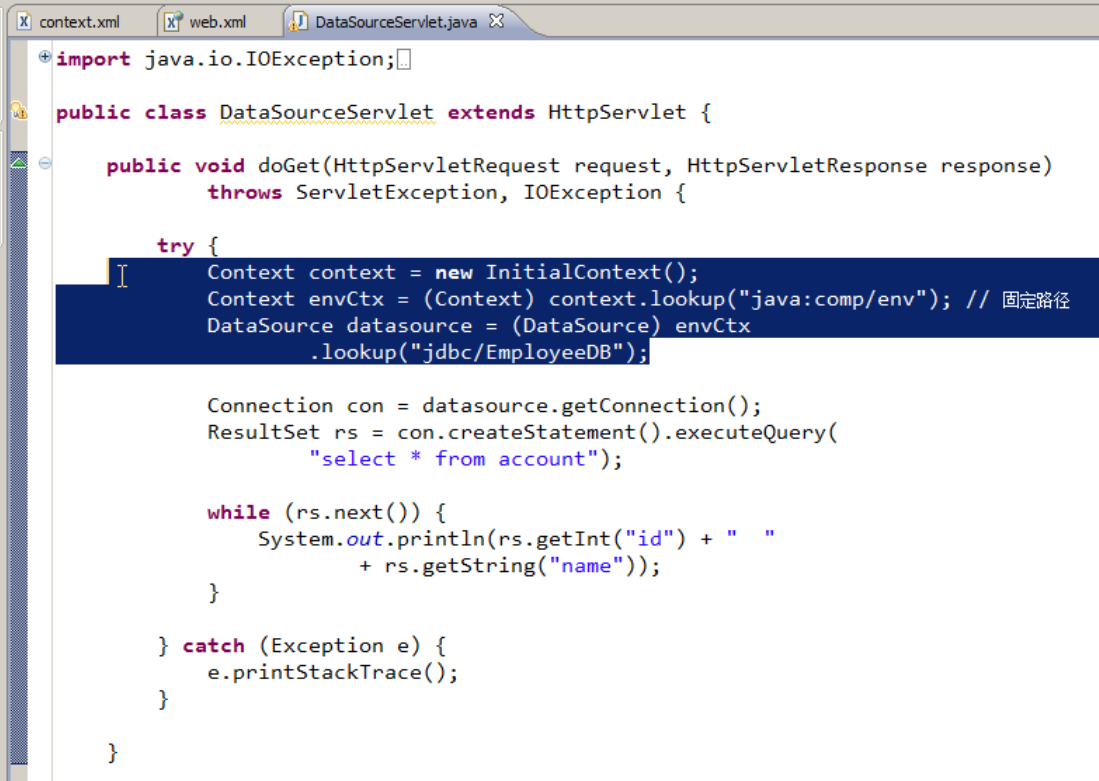 context.xml web.xml DataSourceServlet.java
import java.io.IOException;
public class DataSourceServlet extends HttpServlet {
public void doGet(HttpServletRequest request, HttpServletResponse response)
throws ServletException, IOException {
try {
Context context = new InitialContext();
Context envCtx = (Context) context.lookup("java:comp/env"); // 固定路径
DataSource datasource = (DataSource) envCtx
.lookup("jdbc/EmployeeDB");
Connection con = datasource.getConnection();
ResultSet rs = con.createStatement().executeQuery(
"select * from account");
while (rs.next()) {
System.out.println(rs.getInt("id") + "  "
+ rs.getString("name"));
}
} catch (Exception e) {
e.printStackTrace();
}
}